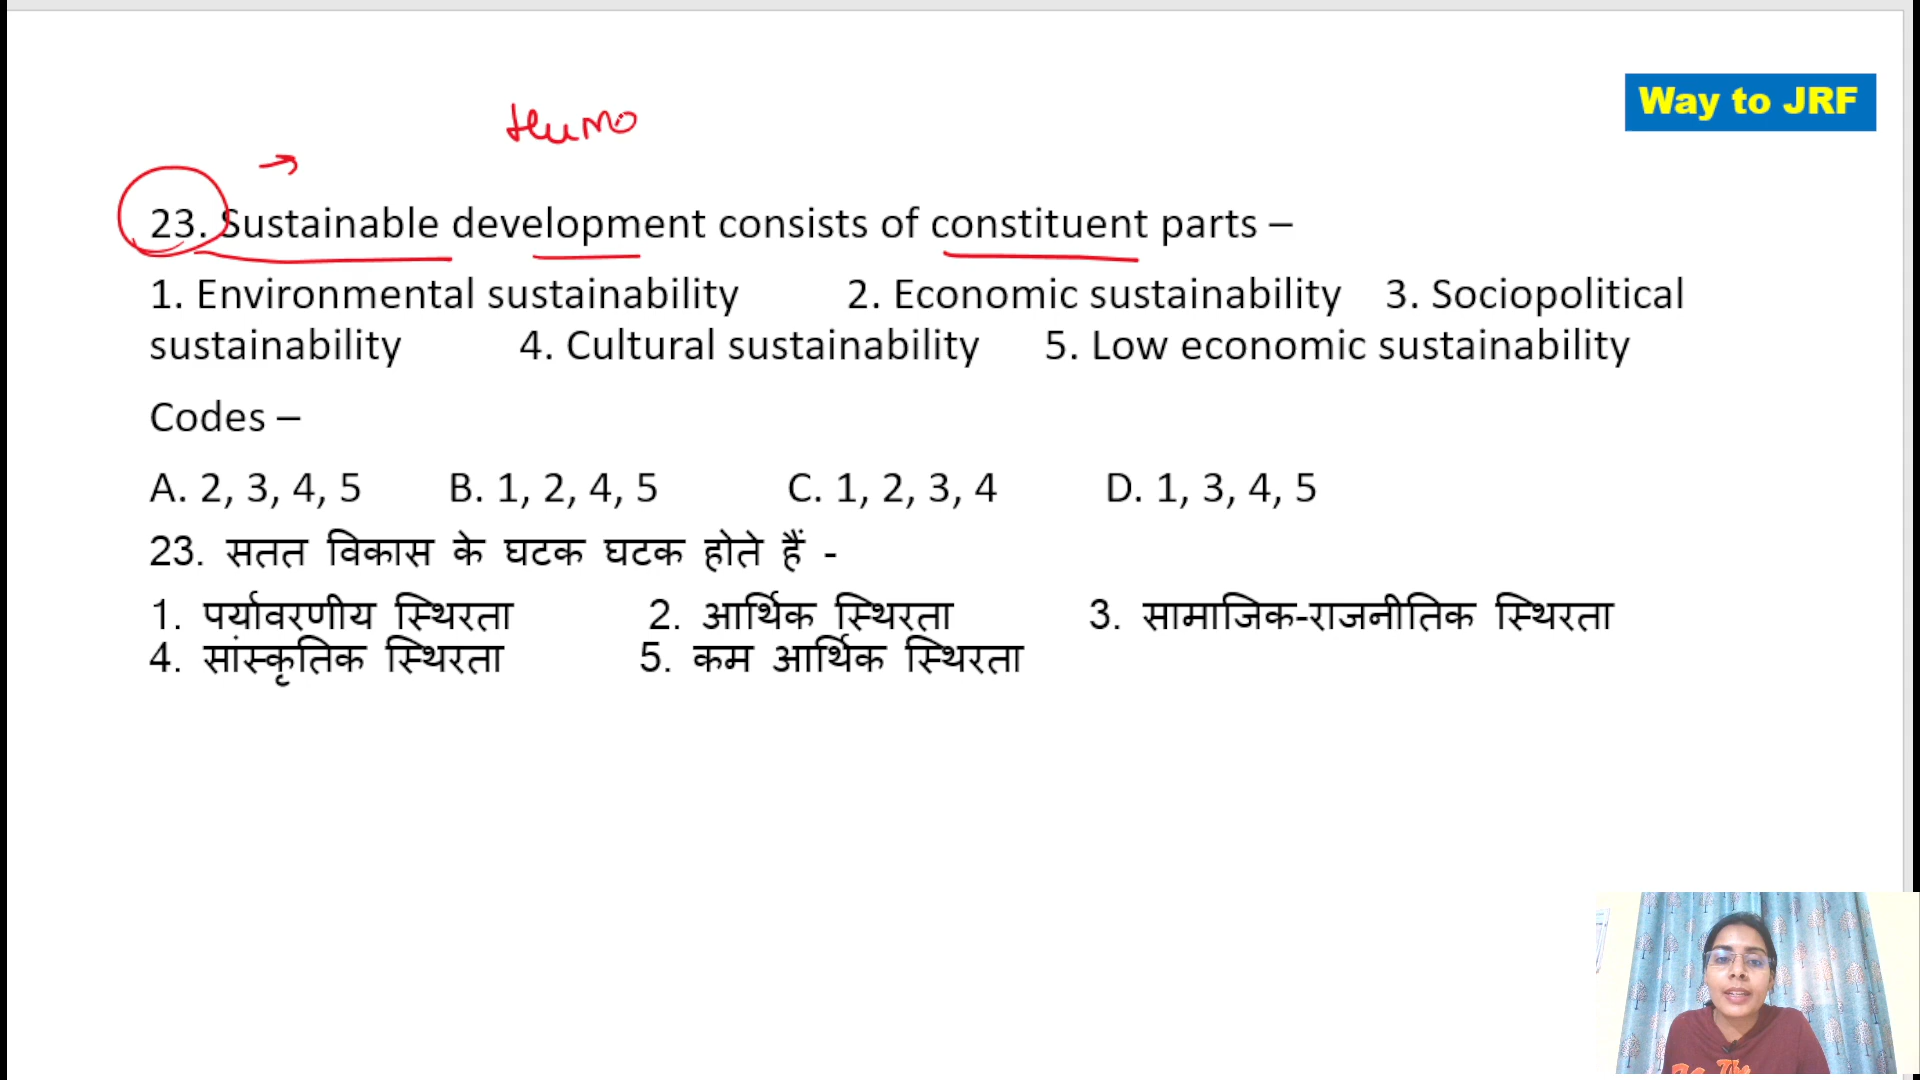 Way to JRF
Humo
23. Sustainable development consists of constituent parts –
1. Environmental sustainability 2. Economic sustainability 3. Sociopolitical
sustainability 4. Cultural sustainability 5. Low economic sustainability
Codes –
A. 2, 3, 4, 5 B. 1, 2, 4, 5 C. 1, 2, 3, 4 D. 1, 3, 4, 5
23. सतत विकास के घटक घटक होते हैं -
1. पर्यावरणीय स्थिरता 2. आर्थिक स्थिरता 3. सामाजिक-राजनीतिक स्थिरता
4. सांस्कृतिक स्थिरता 5. कम आर्थिक स्थिरता